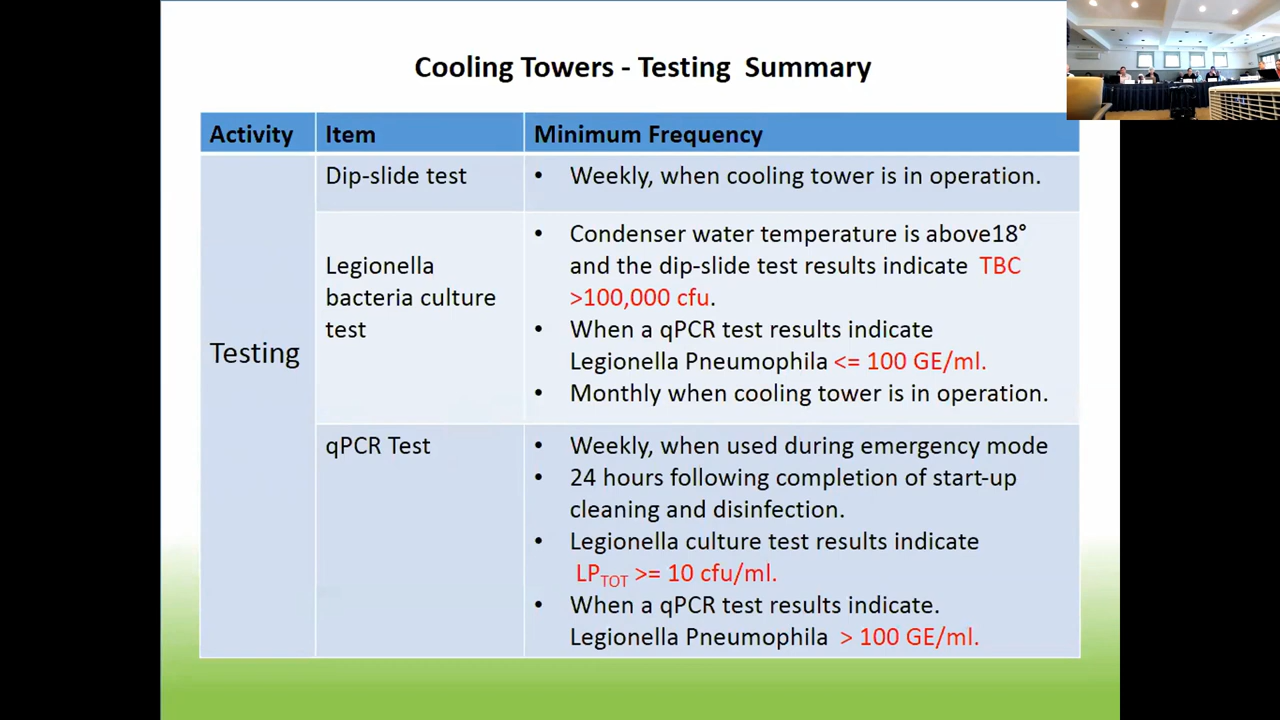 Cooling Towers - Testing  Summary
Activity Item Minimum Frequency
Testing
Dip-slide test
• Weekly, when cooling tower is in operation.
Legionella
bacteria culture
test
• Condenser water temperature is above18°
and the dip-slide test results indicate  TBC
>100,000 cfu.
• When a qPCR test results indicate
Legionella Pneumophila <= 100 GE/ml.
• Monthly when cooling tower is in operation.
qPCR Test
• Weekly, when used during emergency mode
• 24 hours following completion of start-up
cleaning and disinfection.
• Legionella culture test results indicate
LPTOT >= 10 cfu/ml.
• When a qPCR test results indicate.
Legionella Pneumophila  > 100 GE/ml.